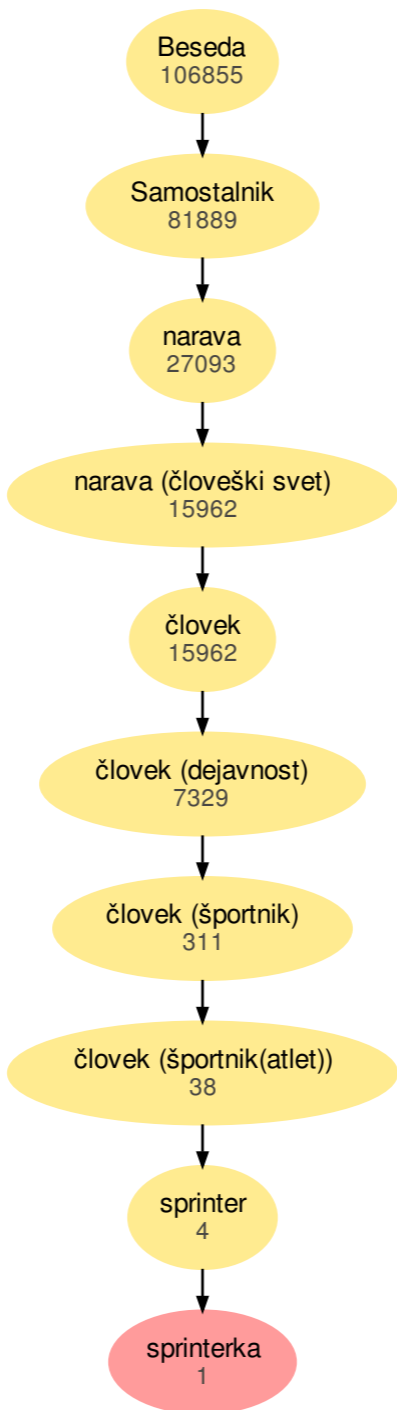 Beseda
106855
Samostalnik
81889
narava
27093
narava (človeški svet)
15962
človek
15962
človek (dejavnost)
7329
človek (športnik)
311
človek (športnik(atlet))
38
sprinter
4
sprinterka
1